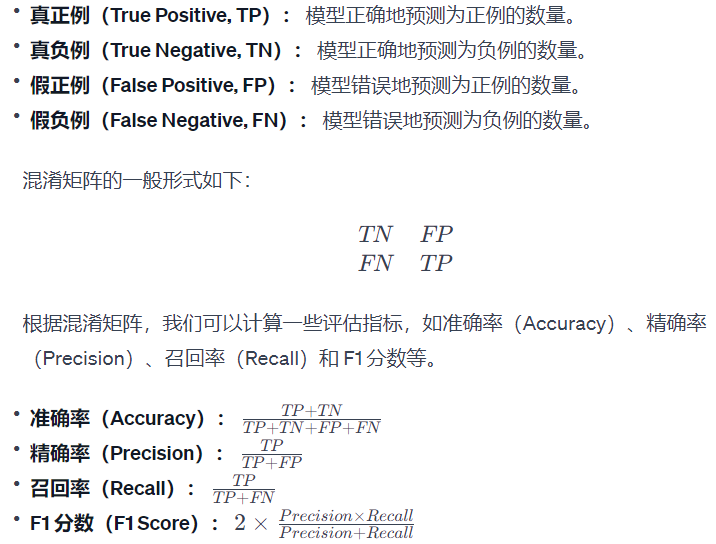 • 真正例（True Positive, TP）： 模型正确地预测为正例的数量。
• 真负例（True Negative, TN）： 模型正确地预测为负例的数量。
• 假正例（False Positive, FP）： 模型错误地预测为正例的数量。
• 假负例（False Negative, FN）： 模型错误地预测为负例的数量。
混淆矩阵的一般形式如下：
TN FP
FN TP
根据混淆矩阵，我们可以计算一些评估指标，如准确率（Accuracy）、精确率
（Precision）、召回率（Recall）和 F1 分数等。
• 准确率（Accuracy）： \frac{TP+TN}{TP+TN+FP+FN}
• 精确率（Precision）： \frac{TP}{TP+FP}
• 召回率（Recall）： \frac{TP}{TP+FN}
• F1 分数（F1 Score）： 2 × \frac{Precision×Recall}{Precision+Recall}